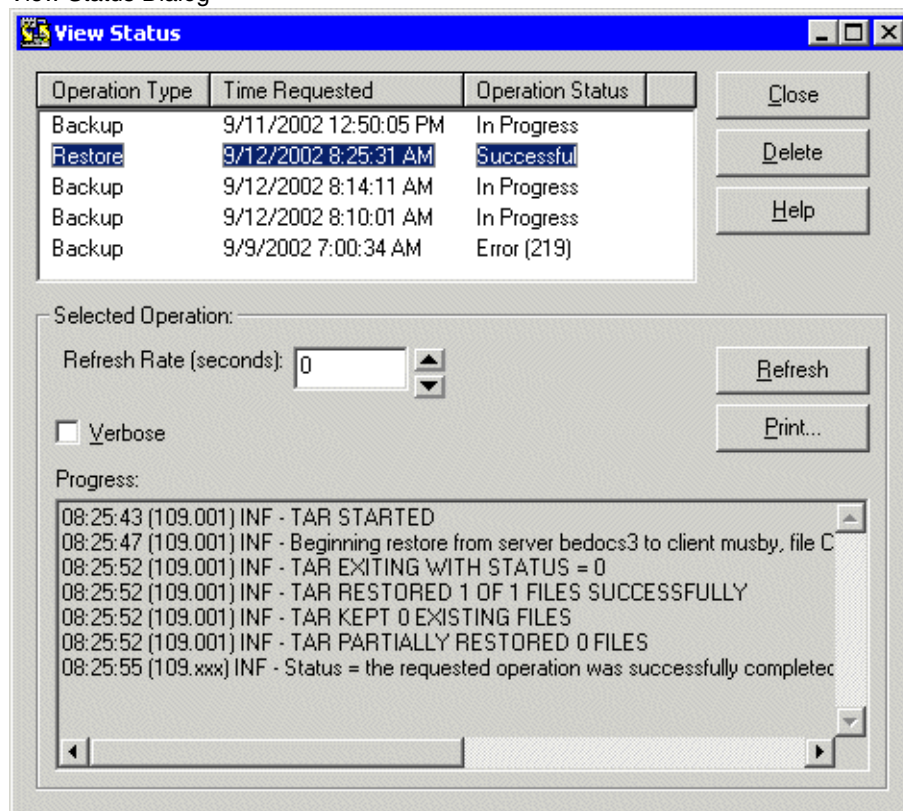 View Status Dialog
View Status
Operation Type Time Requested Operation Status
Close
Backup 9/11/2002 12:50:05 PM In Progress
Restore 9/12/2002 8:25:31 AM Successful
Delete
Backup 9/12/2002 8:14:11 AM In Progress
Backup 9/12/2002 8:10:01 AM In Progress
Help
Backup 9/9/2002 7:00:34 AM Error (219)
Selected Operation:
Refresh Rate (seconds): 0
Refresh
Verbose
Print...
Progress:
08:25:43 (109.001) INF - TAR STARTED
08:25:47 (109.001) INF - Beginning restore from server bedocs3 to client musby, file C
08:25:52 (109.001) INF - TAR EXITING WITH STATUS = 0
08:25:52 (109.001) INF - TAR RESTORED 1 OF 1 FILES SUCCESSFULLY
08:25:52 (109.001) INF - TAR KEPT 0 EXISTING FILES
08:25:52 (109.001) INF - TAR PARTIALLY RESTORED 0 FILES
08:25:55 (109.xxx) INF - Status = the requested operation was successfully completed